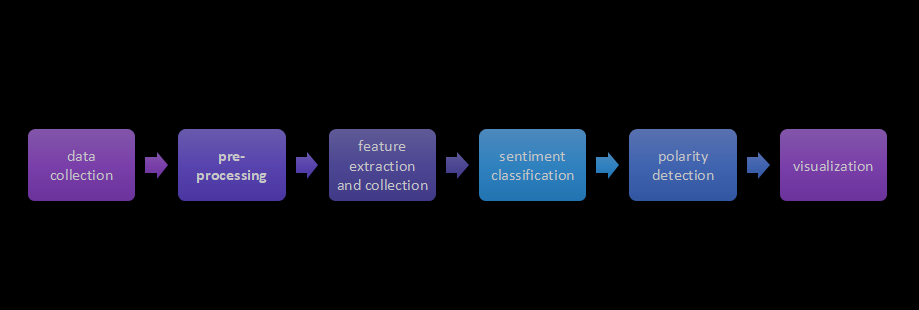 data
collection
pre-
processing
feature
extraction
and collection
sentiment
classification
polarity
detection
visualization